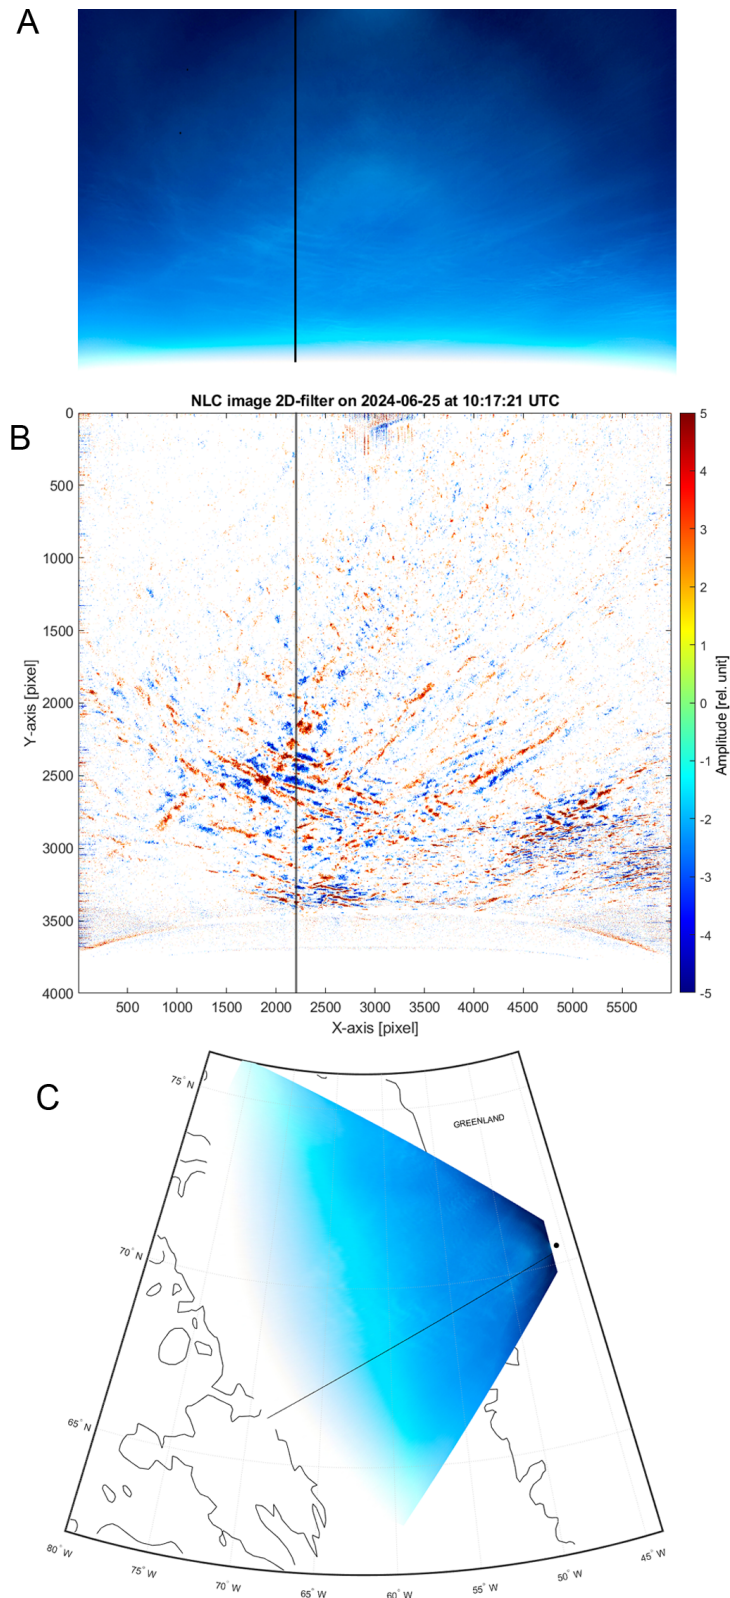 A
NLC image 2D-filter on 2024-06-25 at 10:17:21 UTC
B
0
500
1000
1500
2000
2500
3000
3500
4000
Y-axis [pixel]
500
1000
1500
2000
2500
3000
3500
4000
4500
5000
5500
X-axis [pixel]
5
4
3
2
1
0
-1
-2
-3
-4
-5
Amplitude [rel. unit]
C
75° N
GREENLAND
70° N
65° N
80° W
75° W
70° W
65° W
60° W
55° W
50° W
45° W